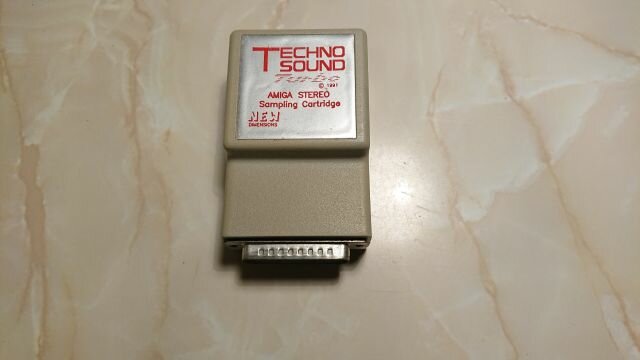 TECHNO
SOUND
Turbo
© 1991
AMIGA STEREO
Sampling Cartridge
NEW
DIMENSIONS